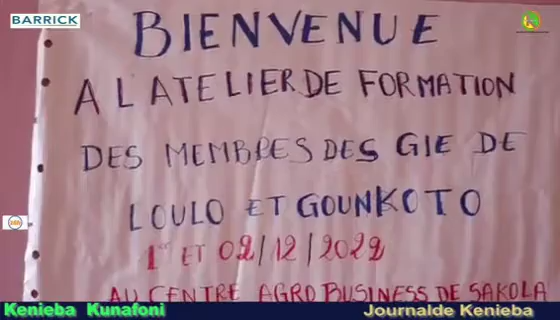 BARRICK
BIENVENUE
A L ATELIER DE FORMATION
DES MEMBRES DES GIE DE
LOULO ET GOUNKOTO
1er ET 02/12/2022
AU CENTRE AGRO BUSINESS DE SAKOLA
Kenieba Kunafoni
Journalde Kenieba